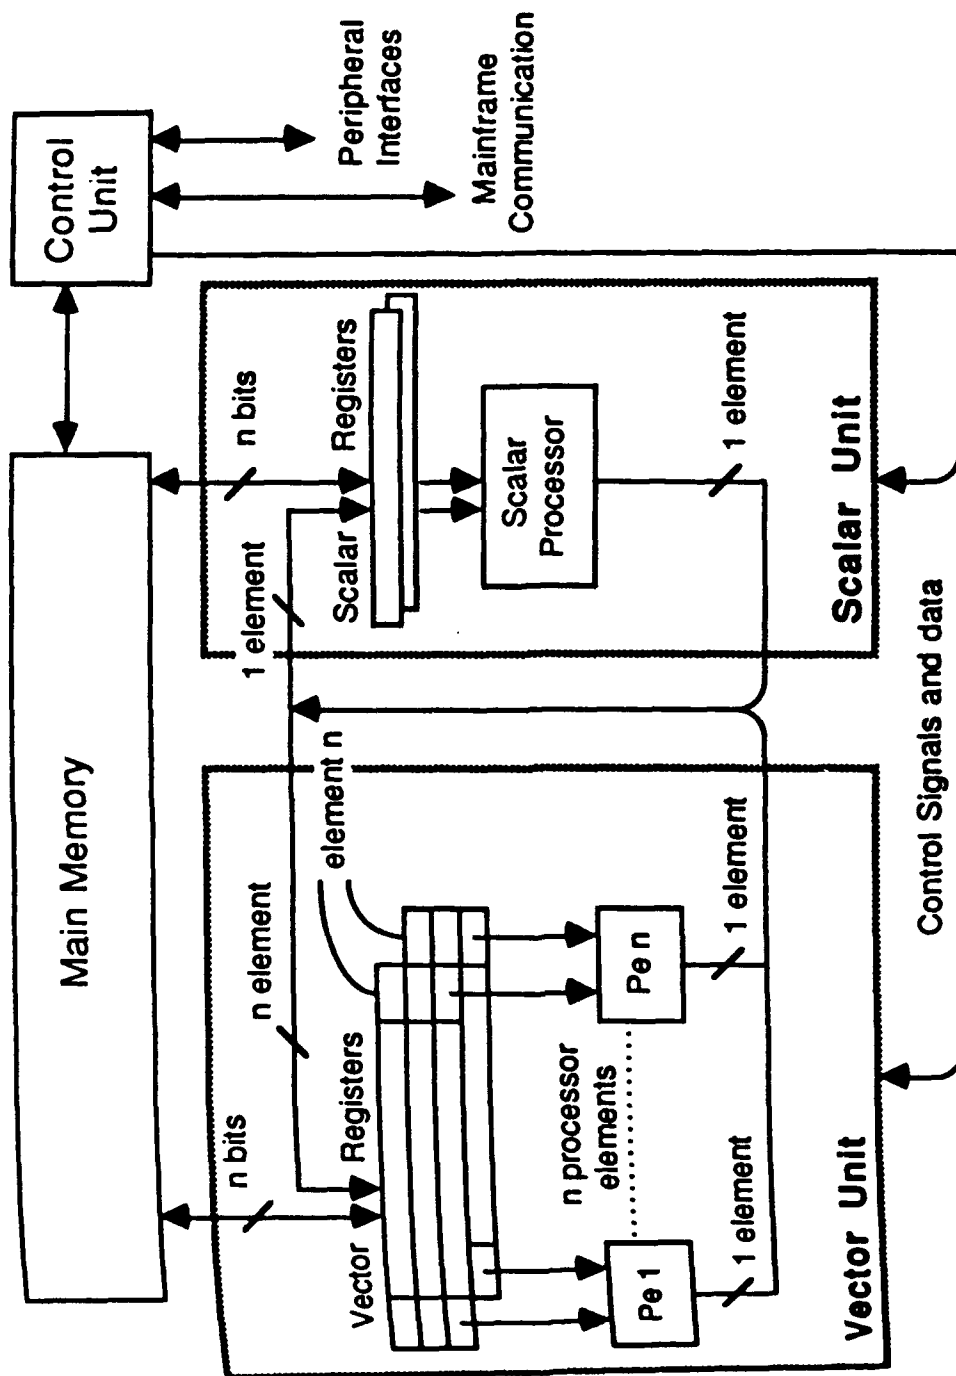 Main Memory
Control
Unit
Peripheral
Interfaces
Mainframe
Communication
n bits
n element
1 element
n bits
Vector Registers
element n
Scalar Registers
n processor
elements
Pe 1
Pe n
Scalar
Processor
1 element
1 element
1 element
Vector Unit
Scalar Unit
Control Signals and data